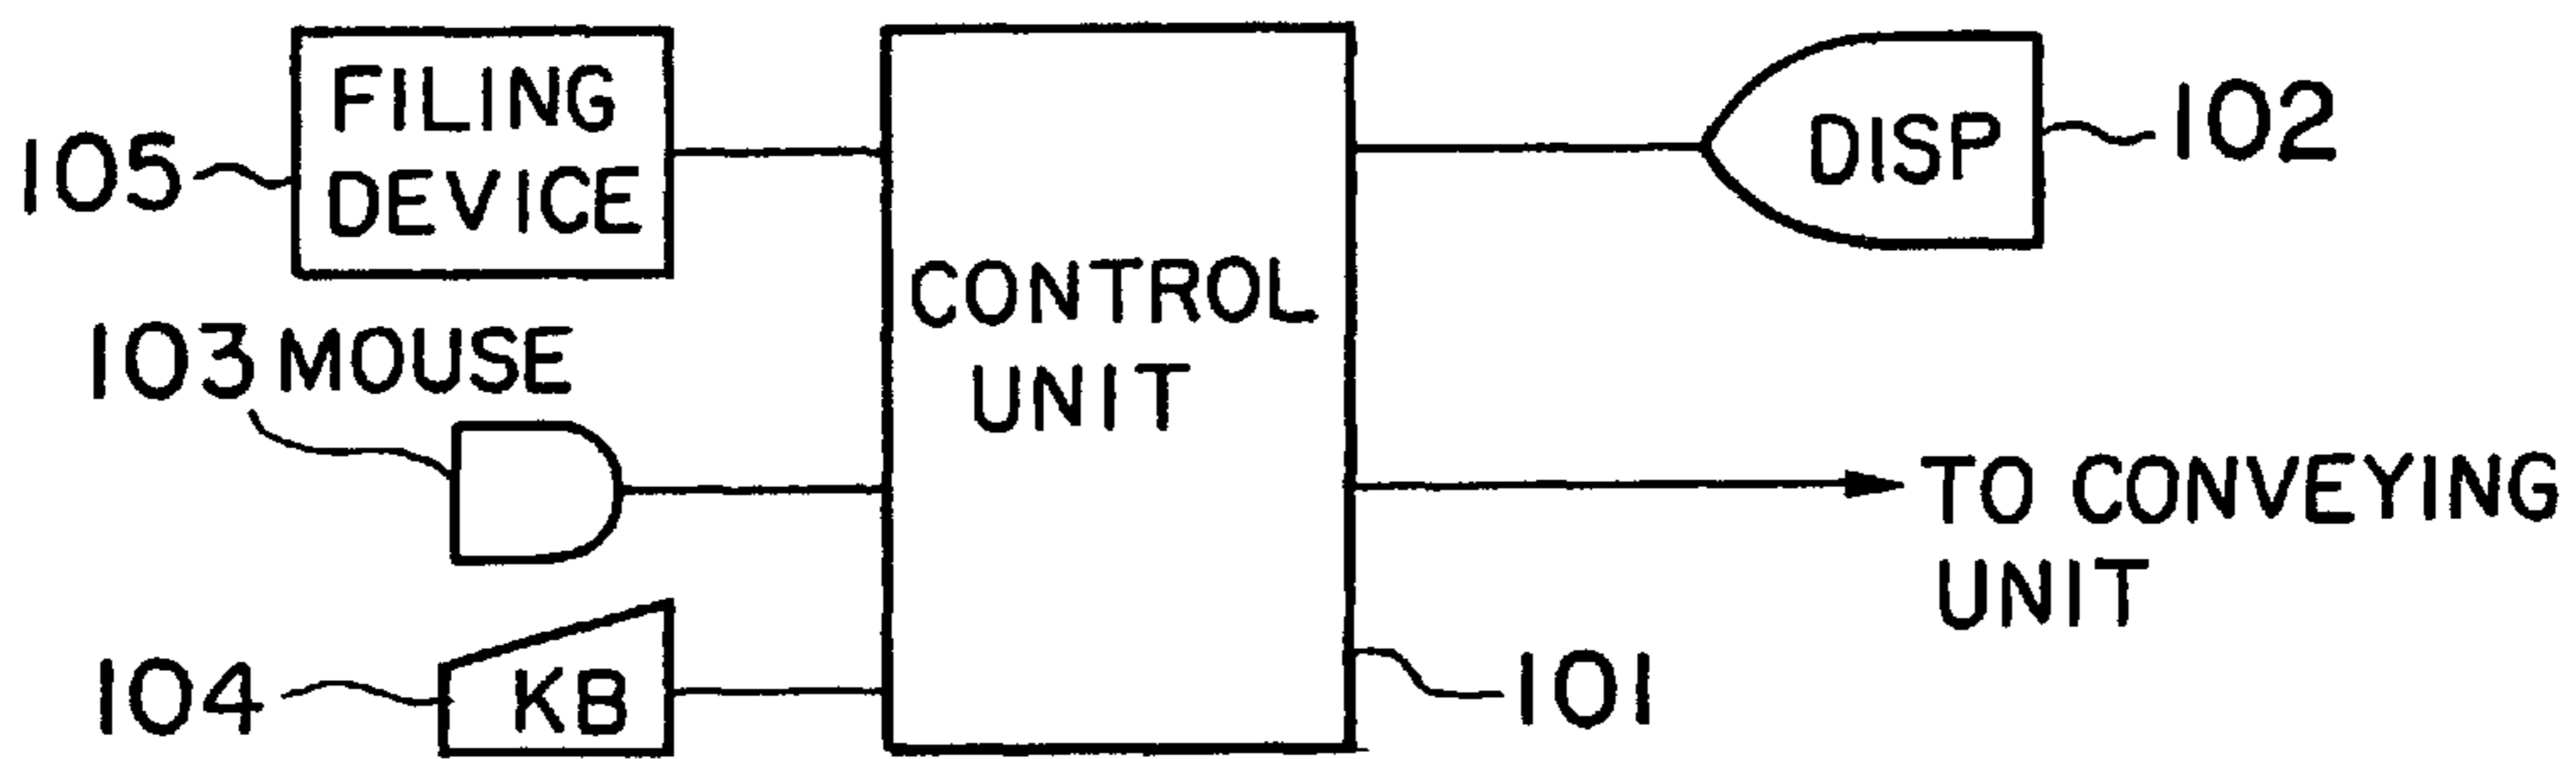 FILING
DEVICE
105
103 MOUSE
104
KB
CONTROL
UNIT
DISP
102
TO CONVEYING
UNIT
101